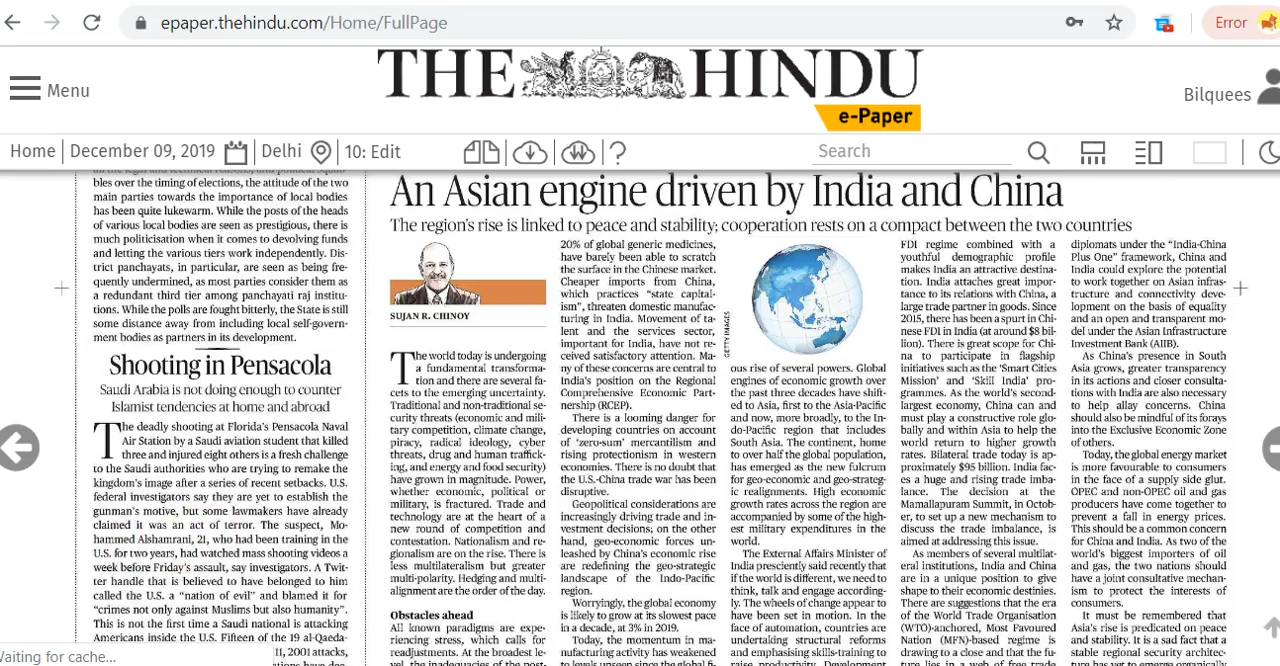 epaper.thehindu.com/Home/FullPage
Error
Menu
THE HINDU
e-Paper
Bilquees
Home
December 09, 2019
Delhi
10: Edit
?
Search
bles over the timing of elections, the attitude of the two
main parties towards the importance of local bodies
has been quite lukewarm. While the posts of the heads
of various local bodies are seen as prestigious, there is
much politicisation when it comes to devolving funds
and letting the various tiers work independently. Dis-
trict panchayats, in particular, are seen as being fre-
quently undermined, as most parties consider them as
a redundant third tier among panchayati raj institu-
tions. While the polls are fought bitterly, the State is still
some distance away from including local self-govern-
ment bodies as partners in its development.
Shooting in Pensacola
Saudi Arabia is not doing enough to counter
Islamist tendencies at home and abroad
The deadly shooting at Florida's Pensacola Naval
Air Station by a Saudi aviation student that killed
three and injured eight others is a fresh challenge
to the Saudi authorities who are trying to remake the
kingdom's image after a series of recent setbacks. U.S.
federal investigators say they are yet to establish the
gunman's motive, but some lawmakers have already
claimed it was an act of terror. The suspect, Mo-
hammed Alshamrani, 21, who had been training in the
U.S. for two years, had watched mass shooting videos a
week before Friday's assault, say investigators. A Twit-
ter handle that is believed to have belonged to him
called the U.S. a "nation of evil" and blamed it for
"crimes not only against Muslims but also humanity".
This is not the first time a Saudi national is attacking
Americans inside the U.S. Fifteen of the 19 al-Qaeda-
11, 2001 attacks,
An Asian engine driven by India and China
The region's rise is linked to peace and stability; cooperation rests on a compact between the two countries
SUJAN R. CHINOY
The world today is undergoing
a fundamental transforma-
tion and there are several fa-
cets to the emerging uncertainty.
Traditional and non-traditional se-
curity threats (economic and mili-
tary competition, climate change,
piracy, radical ideology, cyber
threats, drug and human traffick-
ing, and energy and food security)
have grown in magnitude. Power,
whether economic, political or
military, is fractured. Trade and
technology are at the heart of a
new round of competition and
contestation. Nationalism and re-
gionalism are on the rise. There is
less multilateralism but greater
multi-polarity. Hedging and multi-
alignment are the order of the day.
Obstacles ahead
All known paradigms are expe-
riencing stress, which calls for
readjustments. At the broadest le-
vel, the inadequacies of the post-
20% of global generic medicines,
have barely been able to scratch
the surface in the Chinese market.
Cheaper imports from China,
which practices "state capital-
ism", threaten domestic manufac-
turing in India. Movement of ta-
lent and the services sector,
important for India, have not re-
ceived satisfactory attention. Ma-
ny of these concerns are central to
India's position on the Regional
Comprehensive Economic Part-
nership (RCEP).
There is a looming danger for
developing countries on account
of 'zero-sum' mercantilism and
rising protectionism in western
economies. There is no doubt that
the U.S.-China trade war has been
disruptive.
Geopolitical considerations are
increasingly driving trade and in-
vestment decisions; on the other
hand, geo-economic forces un-
leashed by China's economic rise
are redefining the geo-strategic
landscape of the Indo-Pacific
region.
Worryingly, the global economy
is likely to grow at its slowest pace
in a decade, at 3% in 2019.
Today, the momentum in ma-
nufacturing activity has weakened
to levels unseen since the global fi-
GETTY IMAGES
ous rise of several powers. Global
engines of economic growth over
the past three decades have shift-
ed to Asia, first to the Asia-Pacific
and now, more broadly, to the In-
do-Pacific region that includes
South Asia. The continent, home
to over half the global population,
has emerged as the new fulcrum
for geo-economic and geo-strateg-
ic realignments. High economic
growth rates across the region are
accompanied by some of the high-
est military expenditures in the
world.
The External Affairs Minister of
India presciently said recently that
if the world is different, we need to
think, talk and engage according-
ly. The wheels of change appear to
have been set in motion. In the
face of automation, countries are
undertaking structural reforms
and emphasising skills-training to
raise productivity. Development
FDI regime combined with a
youthful demographic profile
makes India an attractive destina-
tion. India attaches great impor-
tance to its relations with China, a
large trade partner in goods. Since
2015, there has been a spurt in Chi-
nese FDI in India (at around $8 bil-
lion). There is great scope for Chi-
na to participate in flagship
initiatives such as the 'Smart Cities
Mission' and 'Skill India' pro-
grammes. As the world's second-
largest economy, China can and
must play a constructive role glo-
bally and within Asia to help the
world return to higher growth
rates. Bilateral trade today is ap-
proximately $95 billion. India fac-
es a huge and rising trade imba-
lance. The decision at the
Mamallapuram Summit, in Octob-
er, to set up a new mechanism to
discuss the trade imbalance, is
aimed at addressing this issue.
As members of several multilat-
eral institutions, India and China
are in a unique position to give
shape to their economic destinies.
There are suggestions that the era
of the World Trade Organisation
(WTO)-anchored, Most Favoured
Nation (MFN)-based regime is
drawing to a close and that the fu-
ture lies in a web of free trade
diplomats under the "India-China
Plus One" framework, China and
India could explore the potential
to work together on Asian infras-
tructure and connectivity deve-
lopment on the basis of equality
and an open and transparent mo-
del under the Asian Infrastructure
Investment Bank (AIIB).
As China's presence in South
Asia grows, greater transparency
in its actions and closer consulta-
tions with India are also necessary
to help allay concerns. China
should also be mindful of its forays
into the Exclusive Economic Zone
of others.
Today, the global energy market
is more favourable to consumers
in the face of a supply side glut.
OPEC and non-OPEC oil and gas
producers have come together to
prevent a fall in energy prices.
This should be a common concern
for China and India. As two of the
world's biggest importers of oil
and gas, the two nations should
have a joint consultative mechan-
ism to protect the interests of
consumers.
It must be remembered that
Asia's rise is predicated on peace
and stability. It is a sad fact that a
stable regional security architec-
Waiting for cache...